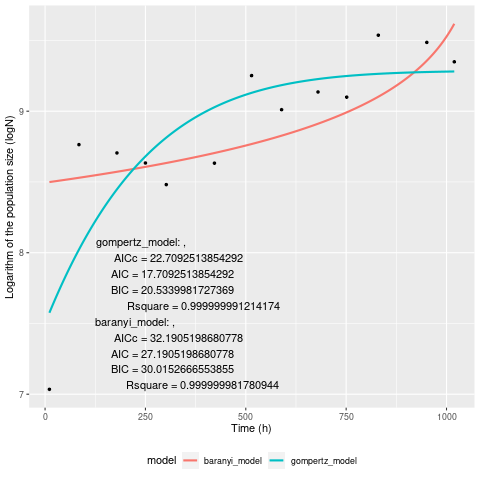 Logarithm of the population size (logN)
9
8
7
gompertz_model: ,
AICc = 22.7092513854292
AIC = 17.7092513854292
BIC = 20.5339981727369
Rsquare = 0.999999991214174
baranyi_model: ,
AICc = 32.1905198680778
AIC = 27.1905198680778
BIC = 30.0152666553855
Rsquare = 0.999999981780944
0 250 500 750 1000
Time (h)
model baranyi_model gompertz_model